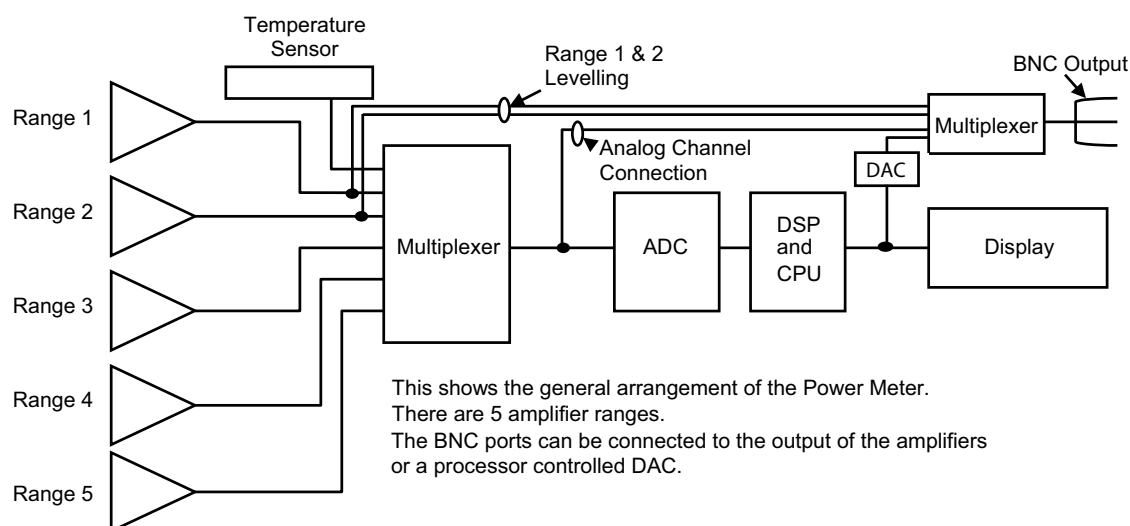 Temperature
Sensor
Range 1 & 2
Levelling
BNC Output
Range 1
Multiplexer
Analog Channel
Connection
DAC
Range 2
Multiplexer
ADC
DSP
and
CPU
Display
Range 3
Range 4
This shows the general arrangement of the Power Meter.
There are 5 amplifier ranges.
The BNC ports can be connected to the output of the amplifiers
or a processor controlled DAC.
Range 5